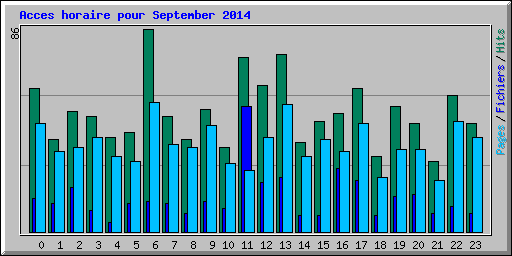 Acces horaire pour September 2014
86
Pages / Fichiers / Hits
0 1 2 3 4 5 6 7 8 9 10 11 12 13 14 15 16 17 18 19 20 21 22 23